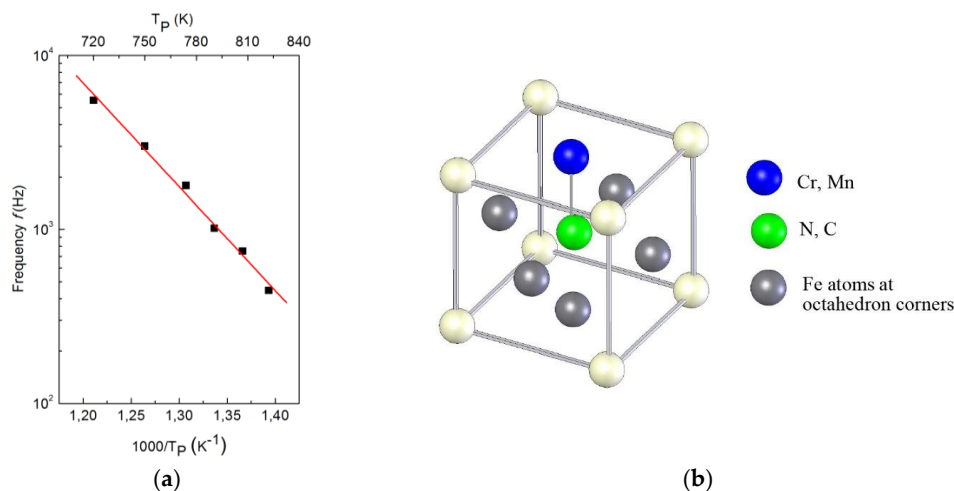 T_P (K)
720 750 780 810 840
10^4
10^3
10^2
Frequency f (Hz)
1,20 1,25 1,30 1,35 1,40
1000/T_P (K^-1)
(a)
Cr, Mn
N, C
Fe atoms at
octahedron corners
(b)